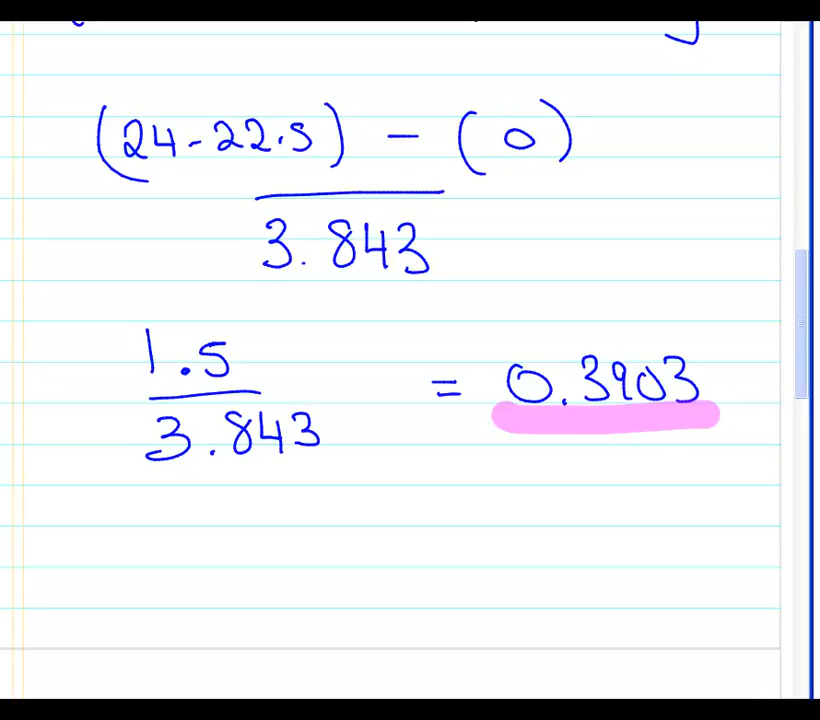 (24-22.5) - (0)
3.843
1.5
= 0.3903
3.843